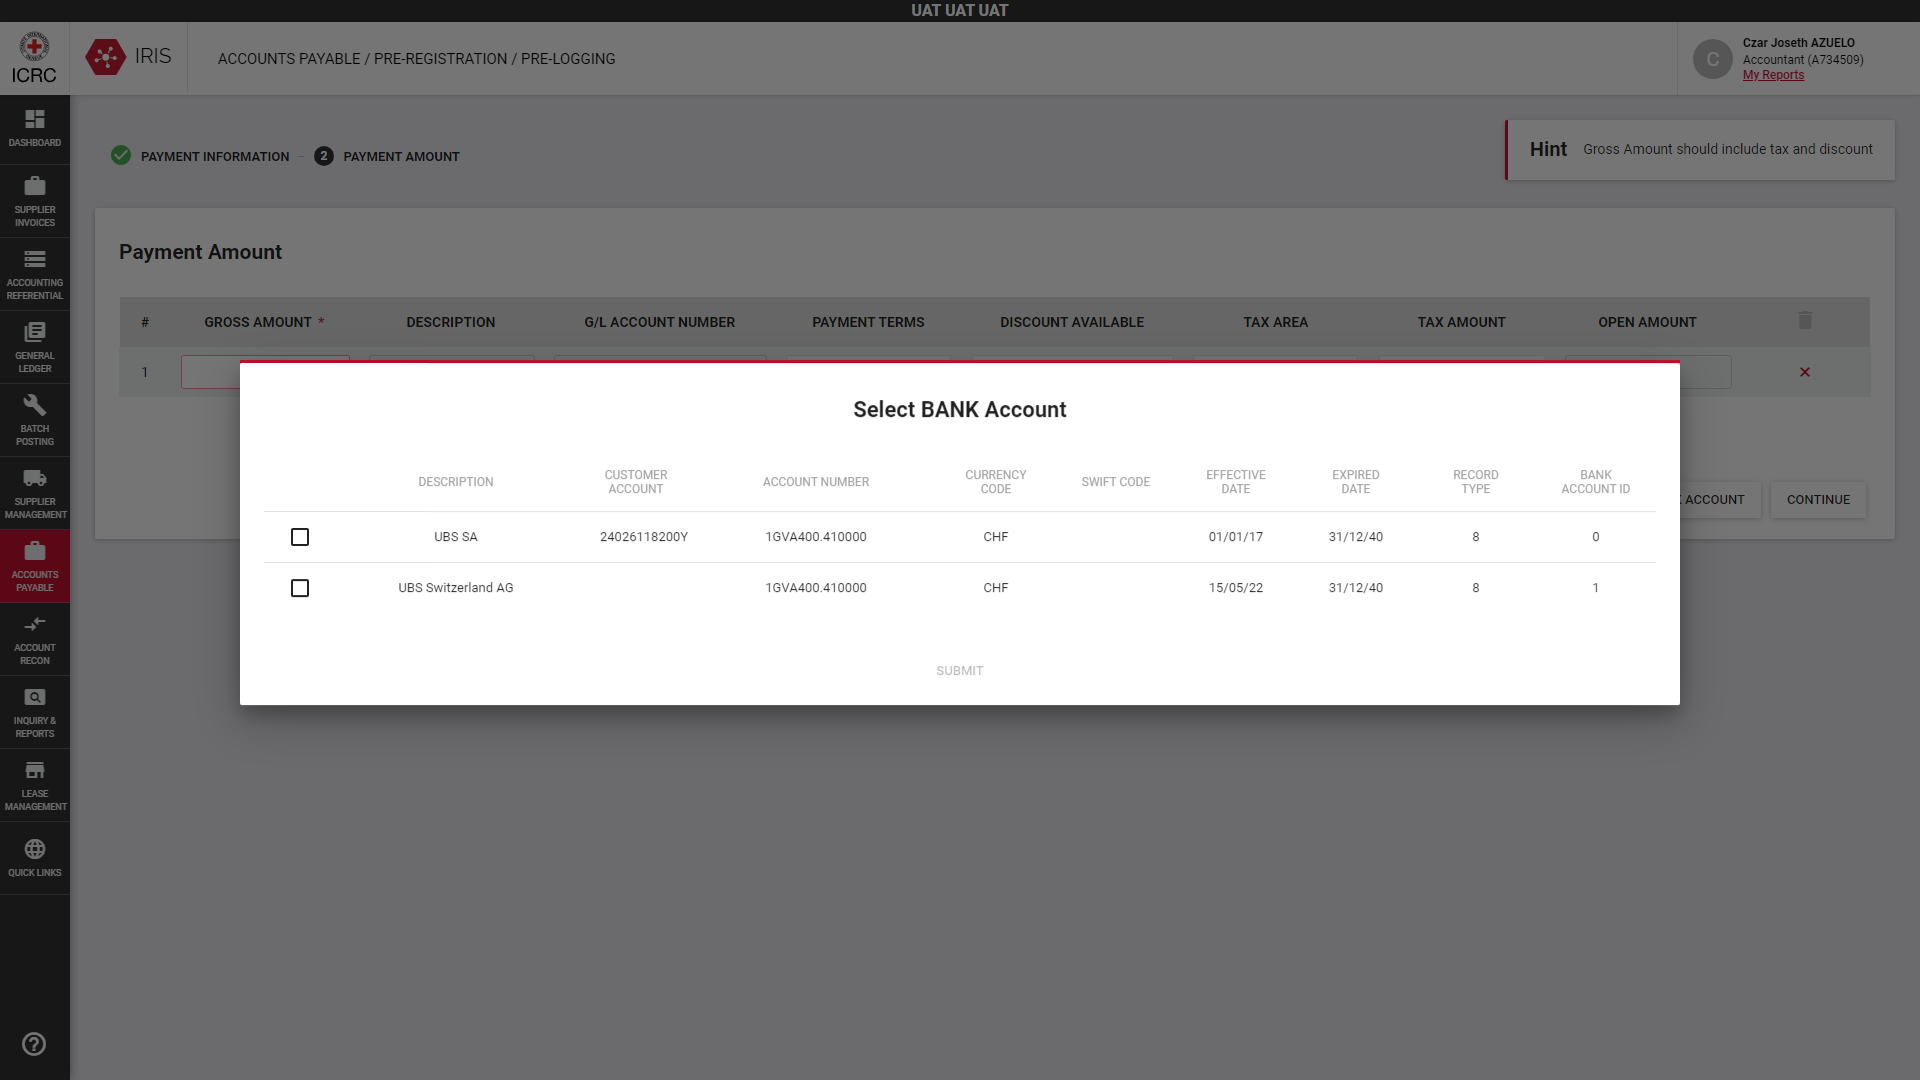 UAT UAT UAT
ICRC
IRIS
ACCOUNTS PAYABLE / PRE-REGISTRATION / PRE-LOGGING
C
Czar Joseth AZUELO
Accountant (A734509)
My Reports
DASHBOARD
SUPPLIER
INVOICES
ACCOUNTING
REFERENTIAL
GENERAL
LEDGER
BATCH
POSTING
SUPPLIER
MANAGEMENT
ACCOUNTS
PAYABLE
ACCOUNT
RECON
INQUIRY &
REPORTS
LEASE
MANAGEMENT
QUICK LINKS
PAYMENT INFORMATION
2 PAYMENT AMOUNT
Hint Gross Amount should include tax and discount
Payment Amount
# GROSS AMOUNT * DESCRIPTION G/L ACCOUNT NUMBER PAYMENT TERMS DISCOUNT AVAILABLE TAX AREA TAX AMOUNT OPEN AMOUNT
1
ACCOUNT CONTINUE
Select BANK Account
DESCRIPTION CUSTOMER ACCOUNT ACCOUNT NUMBER CURRENCY CODE SWIFT CODE EFFECTIVE DATE EXPIRED DATE RECORD TYPE BANK ACCOUNT ID
UBS SA 24026118200Y 1GVA400.410000 CHF 01/01/17 31/12/40 8 0
UBS Switzerland AG 1GVA400.410000 CHF 15/05/22 31/12/40 8 1
SUBMIT